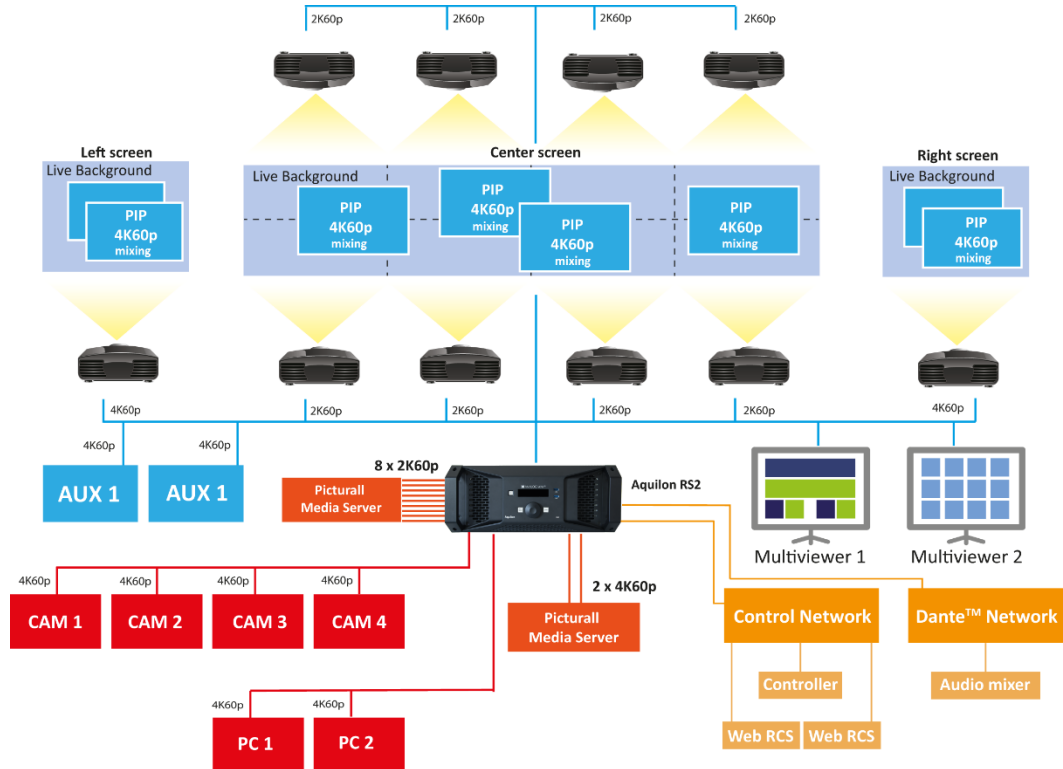 2K60p
2K60p
2K60p
2K60p
Left screen
Center screen
Right screen
Live Background
PIP
4K60p
mixing
Live Background
PIP
4K60p
mixing
PIP
4K60p
mixing
PIP
4K60p
mixing
PIP
4K60p
mixing
Live Background
PIP
4K60p
mixing
4K60p
2K60p
2K60p
2K60p
2K60p
4K60p
4K60p
4K60p
AUX 1
AUX 1
8 x 2K60p
Picturall
Media Server
Aquilon RS2
Multiviewer 1
Multiviewer 2
4K60p
4K60p
4K60p
4K60p
CAM 1
CAM 2
CAM 3
CAM 4
2 x 4K60p
Picturall
Media Server
Control Network
Dante™ Network
Controller
Audio mixer
4K60p
4K60p
PC 1
PC 2
Web RCS
Web RCS